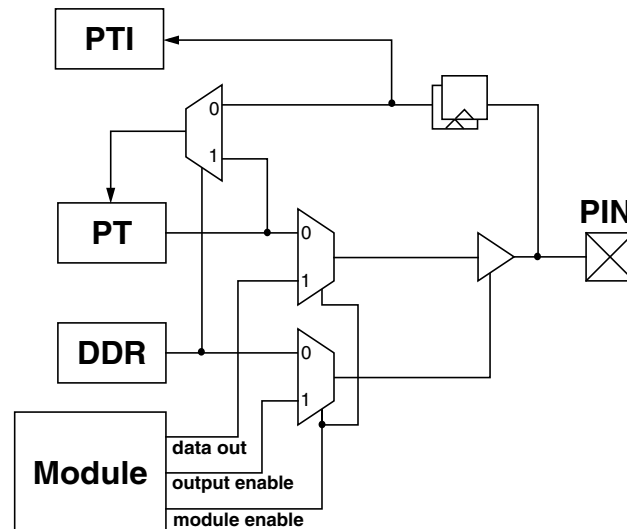 PTI
0
1
PIN
PT
0
1
DDR
0
1
data out
Module
output enable
module enable